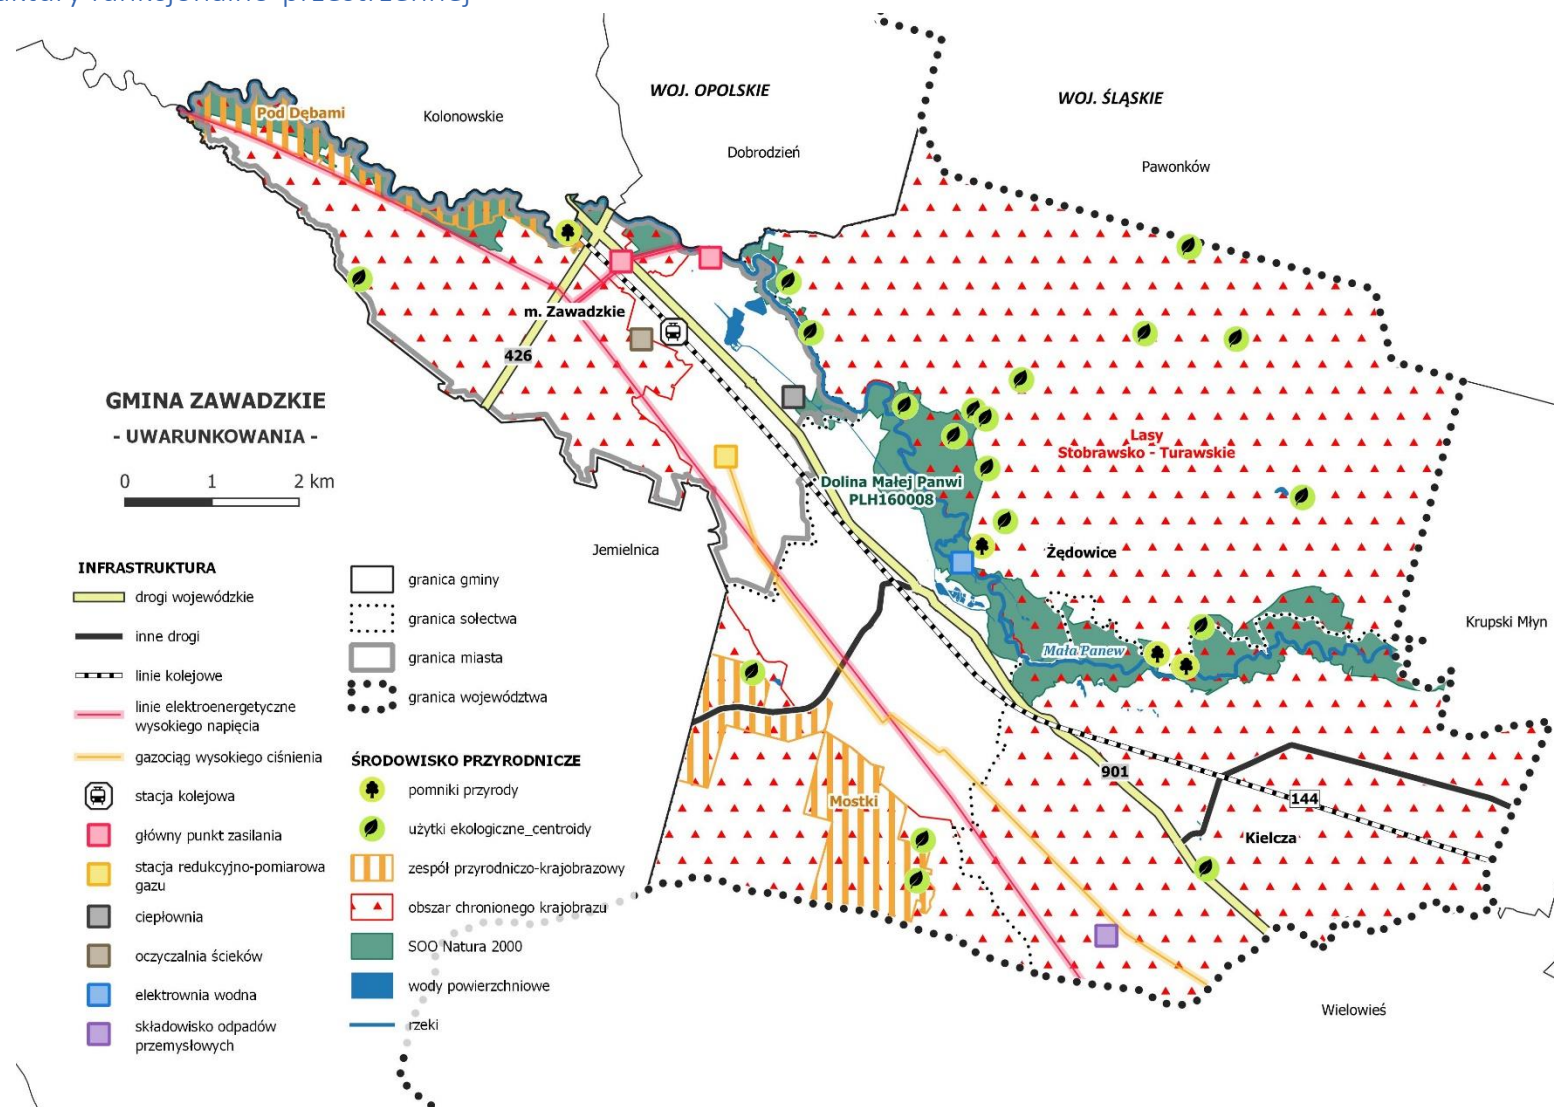 funkcjonalno-przestrzennej
WOJ. OPOLSKIE
WOJ. ŚLĄSKIE
Pod Dębami
Kolonowskie
Dobrodzień
Pawonków
m. Zawadzkie
426
GMINA ZAWADZKIE
- UWARUNKOWANIA -
0 1 2 km
Lasy
Stobrawsko - Turawskie
Dolina Małej Panwi
PLH160008
Jemielnica
Żędowice
Krupski Młyn
Mała Panew
901
144
Mostki
Kielcza
Wielowieś
INFRASTRUKTURA
drogi wojewódzkie
inne drogi
linie kolejowe
linie elektroenergetyczne
wysokiego napięcia
gazociąg wysokiego ciśnienia
stacja kolejowa
główny punkt zasilania
stacja redukcyjno-pomiarowa
gazu
ciepłownia
oczyczalnia ścieków
elektrownia wodna
składowisko odpadów
przemysłowych
granica gminy
granica sołectwa
granica miasta
granica województwa
ŚRODOWISKO PRZYRODNICZE
pomniki przyrody
użytki ekologiczne_centroidy
zespół przyrodniczo-krajobrazowy
obszar chronionego krajobrazu
SOO Natura 2000
wody powierzchniowe
rzeki